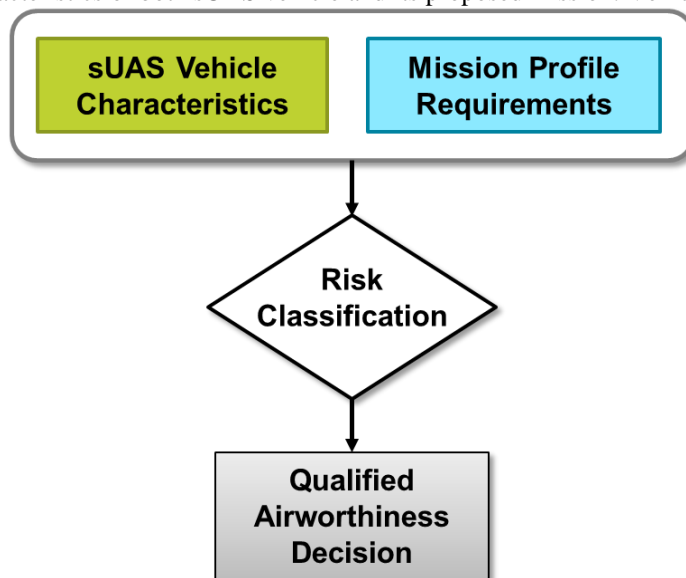 sUAS Vehicle
Characteristics
Mission Profile
Requirements
Risk
Classification
Qualified
Airworthiness
Decision